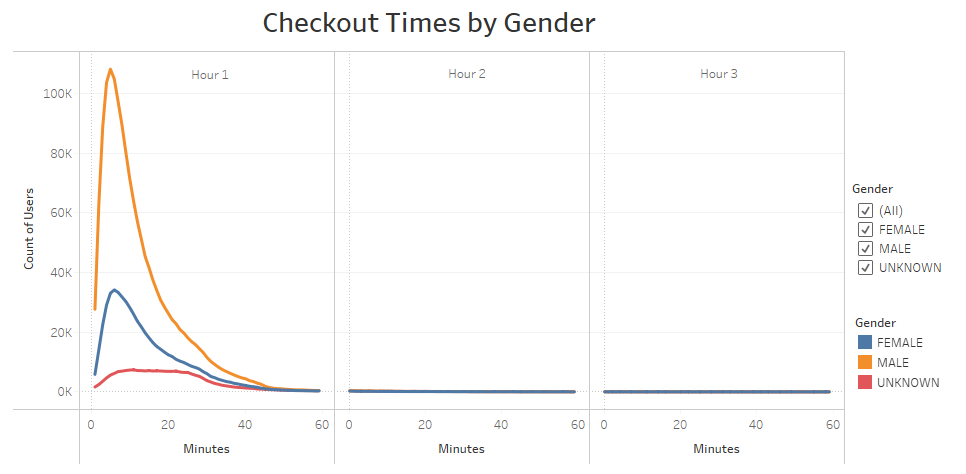 Checkout Times by Gender
Hour 1
Hour 2
Hour 3
100K
80K
60K
40K
20K
0K
Count of Users
0 20 40 60
0 20 40 60
0 20 40 60
Minutes
Minutes
Minutes
Gender
(All)
FEMALE
MALE
UNKNOWN
Gender
FEMALE
MALE
UNKNOWN